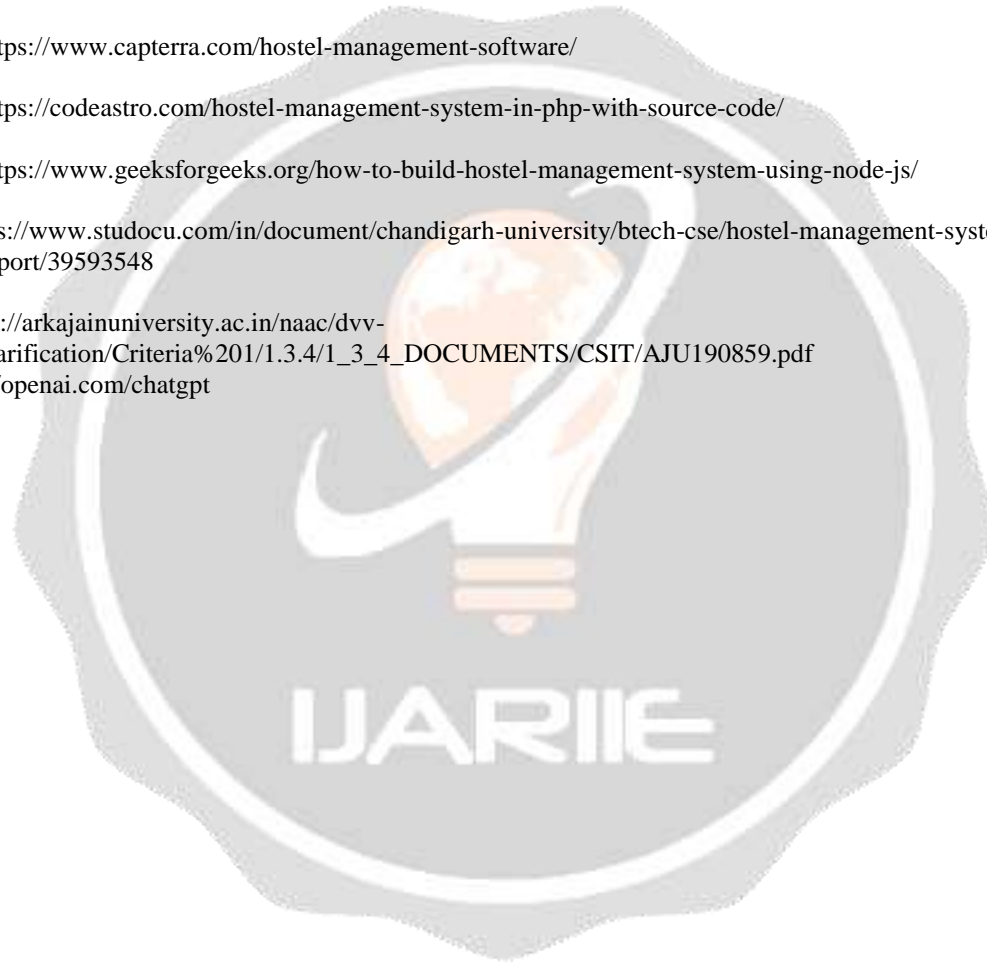 tps://www.capterra.com/hostel-management-software/
tps://codeastro.com/hostel-management-system-in-php-with-source-code/
tps://www.geeksforgeeks.org/how-to-build-hostel-management-system-using-node-js/
s://www.studocu.com/in/document/chandigarh-university/btech-cse/hostel-management-syst
port/39593548
://arkajainuniversity.ac.in/naac/dvv-
arification/Criteria%201/1.3.4/1_3_4_DOCUMENTS/CSIT/AJU190859.pdf
/openai.com/chatgpt
IJARIIE